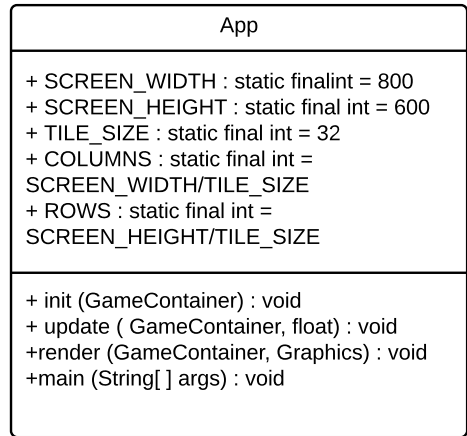 App
+ SCREEN_WIDTH : static finalint = 800
+ SCREEN_HEIGHT : static final int = 600
+ TILE_SIZE : static final int = 32
+ COLUMNS : static final int =
SCREEN_WIDTH/TILE_SIZE
+ ROWS : static final int =
SCREEN_HEIGHT/TILE_SIZE
+ init (GameContainer) : void
+ update ( GameContainer, float) : void
+render (GameContainer, Graphics) : void
+main (String[ ] args) : void